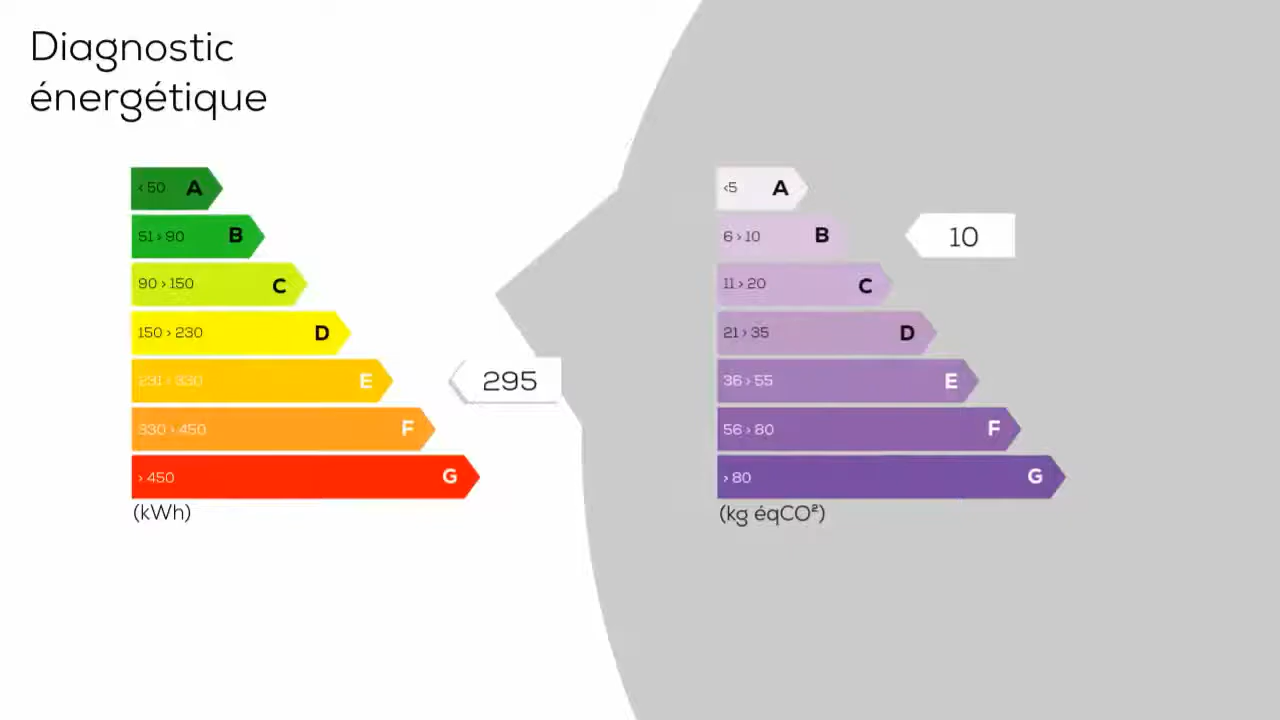 Diagnostic
énergétique
< 50 A
51 > 90 B
90 > 150 C
150 > 230 D
231 > 330 E
295
330 > 450 F
> 450 G
(kWh)
<5 A
6 > 10 B
10
11 > 20 C
21 > 35 D
36 > 55 E
56 > 80 F
> 80 G
(kg éqCO²)